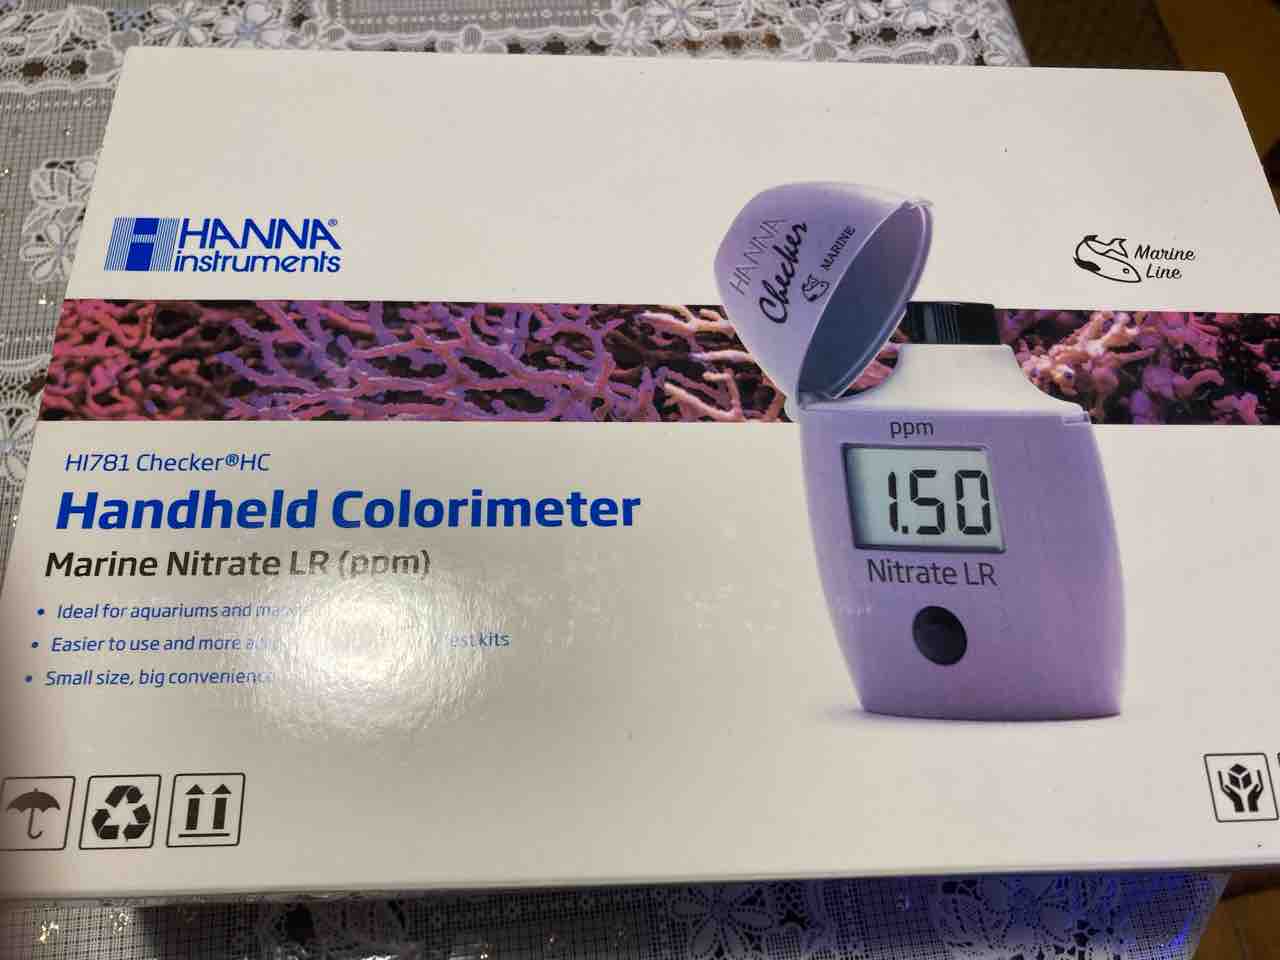 HANNA®
instruments
HANNA
Checker
MARINE
Marine
Line
HI781 Checker®HC
Handheld Colorimeter
Marine Nitrate LR (ppm)
• Ideal for aquariums and
• Easier to use and more test kits
• Small size, big convenience
ppm
1.50
Nitrate LR